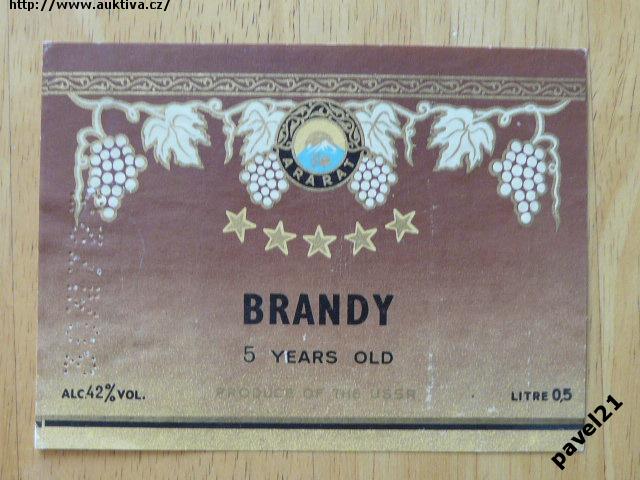 http://www.auktiva.cz/
ARARAT
BRANDY
5 YEARS OLD
ALC.42% VOL.
PRODUCE OF THE USSR
LITRE 0,5
pavel21